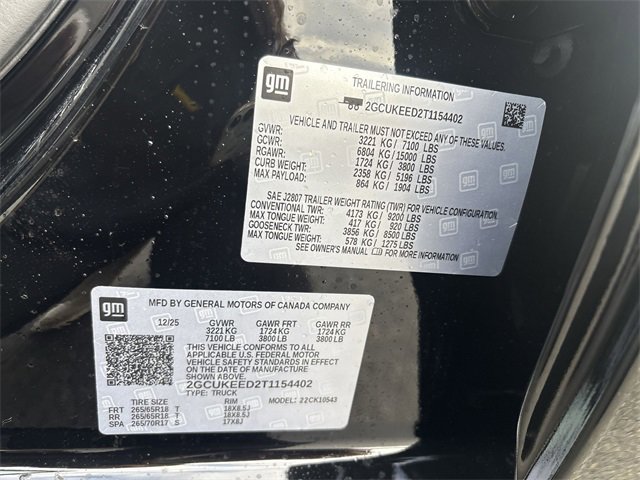 gm
TRAILERING INFORMATION
88 2GCUKEED2T1154402
VEHICLE AND TRAILER MUST NOT EXCEED ANY OF THESE VALUES
GVWR: 3221 KG / 7100 LBS
GCWR: 6804 KG / 15000 LBS
RGAWR: 1724 KG / 3800 LBS
CURB WEIGHT: 2358 KG / 5196 LBS
MAX PAYLOAD: 864 KG / 1904 LBS
SAE J2807 TRAILER WEIGHT RATING (TWR) FOR VEHICLE CONFIGURATION.
CONVENTIONAL TWR: 4173 KG / 9200 LBS
MAX TONGUE WEIGHT: 417 KG / 920 LBS
GOOSENECK TWR: 3856 KG / 8500 LBS
MAX TONGUE WEIGHT: 578 KG / 1275 LBS
SEE OWNER'S MANUAL FOR MORE INFORMATION
gm
MFD BY GENERAL MOTORS OF CANADA COMPANY
12/25 GVWR GAWR FRT GAWR RR
3221 KG 1724 KG 1724 KG
7100 LB 3800 LB 3800 LB
THIS VEHICLE CONFORMS TO ALL
APPLICABLE U.S. FEDERAL MOTOR
VEHICLE SAFETY STANDARDS IN EFFECT
ON THE DATE OF MANUFACTURE
SHOWN ABOVE.
2GCUKEED2T1154402
TYPE: TRUCK MODEL: 22CK10543
TIRE SIZE RIM
FRT 265/65R18 T 18X8.5J
RR 265/65R18 T 18X8.5J
SPA 265/70R17 S 17X8J